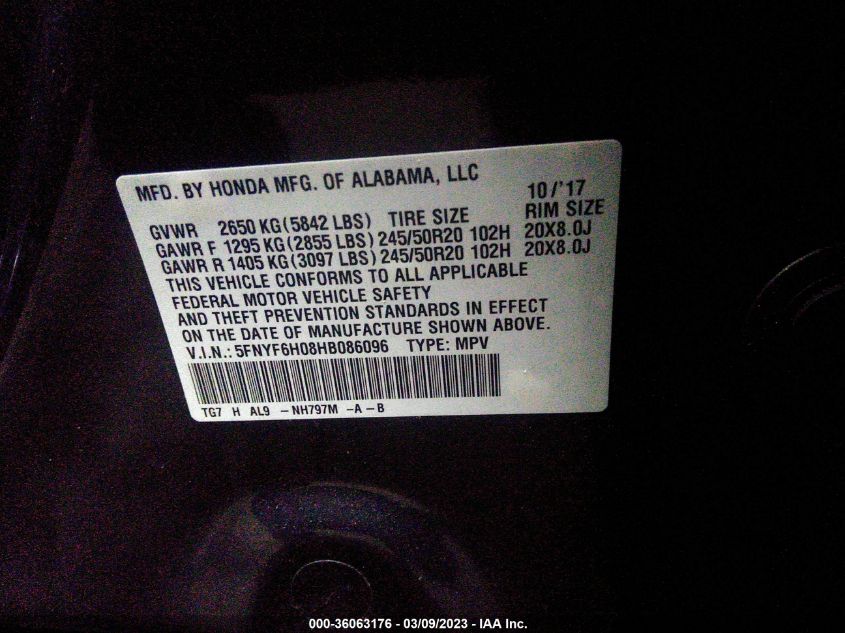 MFD. BY HONDA MFG. OF ALABAMA, LLC 10/'17
GVWR 2650 KG (5842 LBS) TIRE SIZE RIM SIZE
GAWR F 1295 KG (2855 LBS) 245/50R20 102H 20X8.0J
GAWR R 1405 KG (3097 LBS) 245/50R20 102H 20X8.0J
THIS VEHICLE CONFORMS TO ALL APPLICABLE
FEDERAL MOTOR VEHICLE SAFETY
AND THEFT PREVENTION STANDARDS IN EFFECT
ON THE DATE OF MANUFACTURE SHOWN ABOVE.
V.I.N.: 5FNYF6H08HB086096 TYPE: MPV
TG7 H AL9 -NH797M -A-B
000-36063176 - 03/09/2023 - IAA Inc.